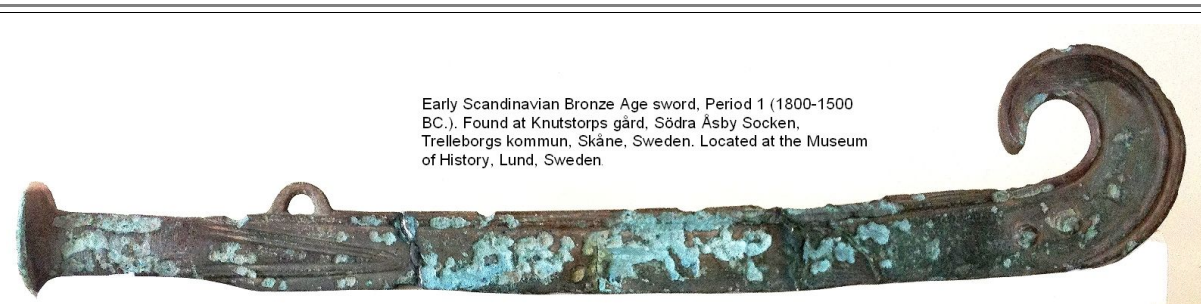 Early Scandinavian Bronze Age sword, Period 1 (1800-1500
BC.). Found at Knutstorps gård, Södra Åsby Socken,
Trelleborgs kommun, Skåne, Sweden. Located at the Museum
of History, Lund, Sweden